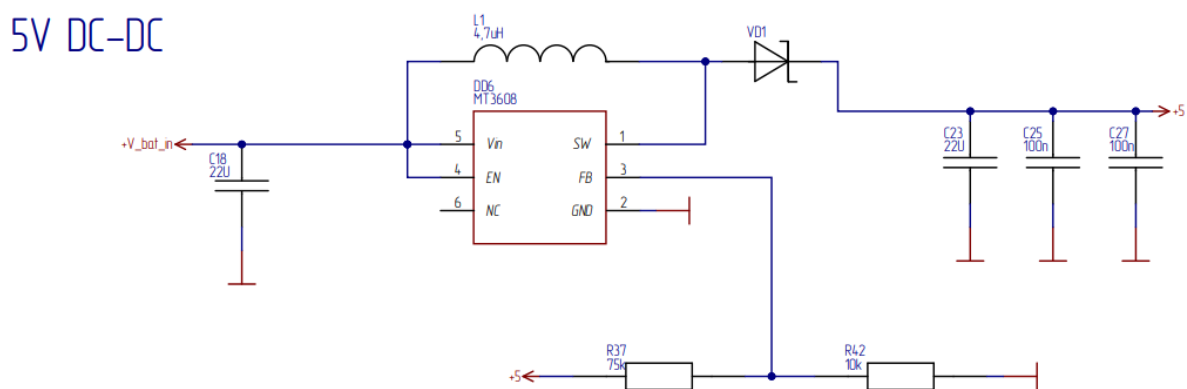 5V DC-DC
L1
4,7uH
VD1
DD6
MT3608
+V_bat_in
C18
22U
5 Vin SW 1
4 EN FB 3
6 NC GND 2
C23
22U
C25
100n
C27
100n
+5
+5
R37
75k
R42
10k